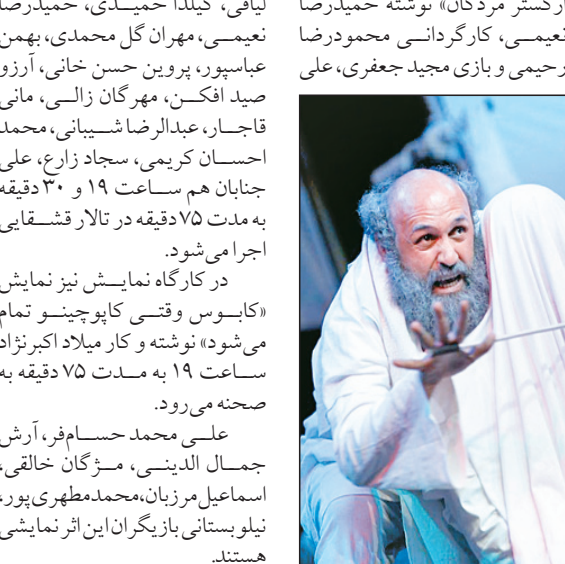 ارکستر مردگان» نوشته حمیدرضا
نعیمی، کارگردانی محمودرضا
رحیمی و بازی مجید جعفری، علی
لیاقی، گیلدا حمیدی، حمیدرضا
نعیمی، مهران گل محمدی، بهمن
عباسپور، پروین حسن خانی، آرزو
صید افکن، مهرگان زالی، مانی
قاجار، عبدالرضا شیبانی، محمد
احسان کریمی، سجاد زارع، علی
جنابان هم ساعت ۱۹ و ۳۰ دقیقه
به مدت ۷۵ دقیقه در تالار قشقایی
اجرا می‌شود.
در کارگاه نمایش نیز نمایش
«کابوس وقتی کاپوچینو تمام
می‌شود» نوشته و کار میلاد اکبرنژاد
ساعت ۱۹ به مدت ۷۵ دقیقه به
صحنه می‌رود.
علی محمد حسام‌فر، آرش
جمال الدینی، مژگان خالقی،
اسماعیل مرزبان، محمد مطهری‌پور،
نیلو بستانی بازیگران این اثر نمایشی
هستند.